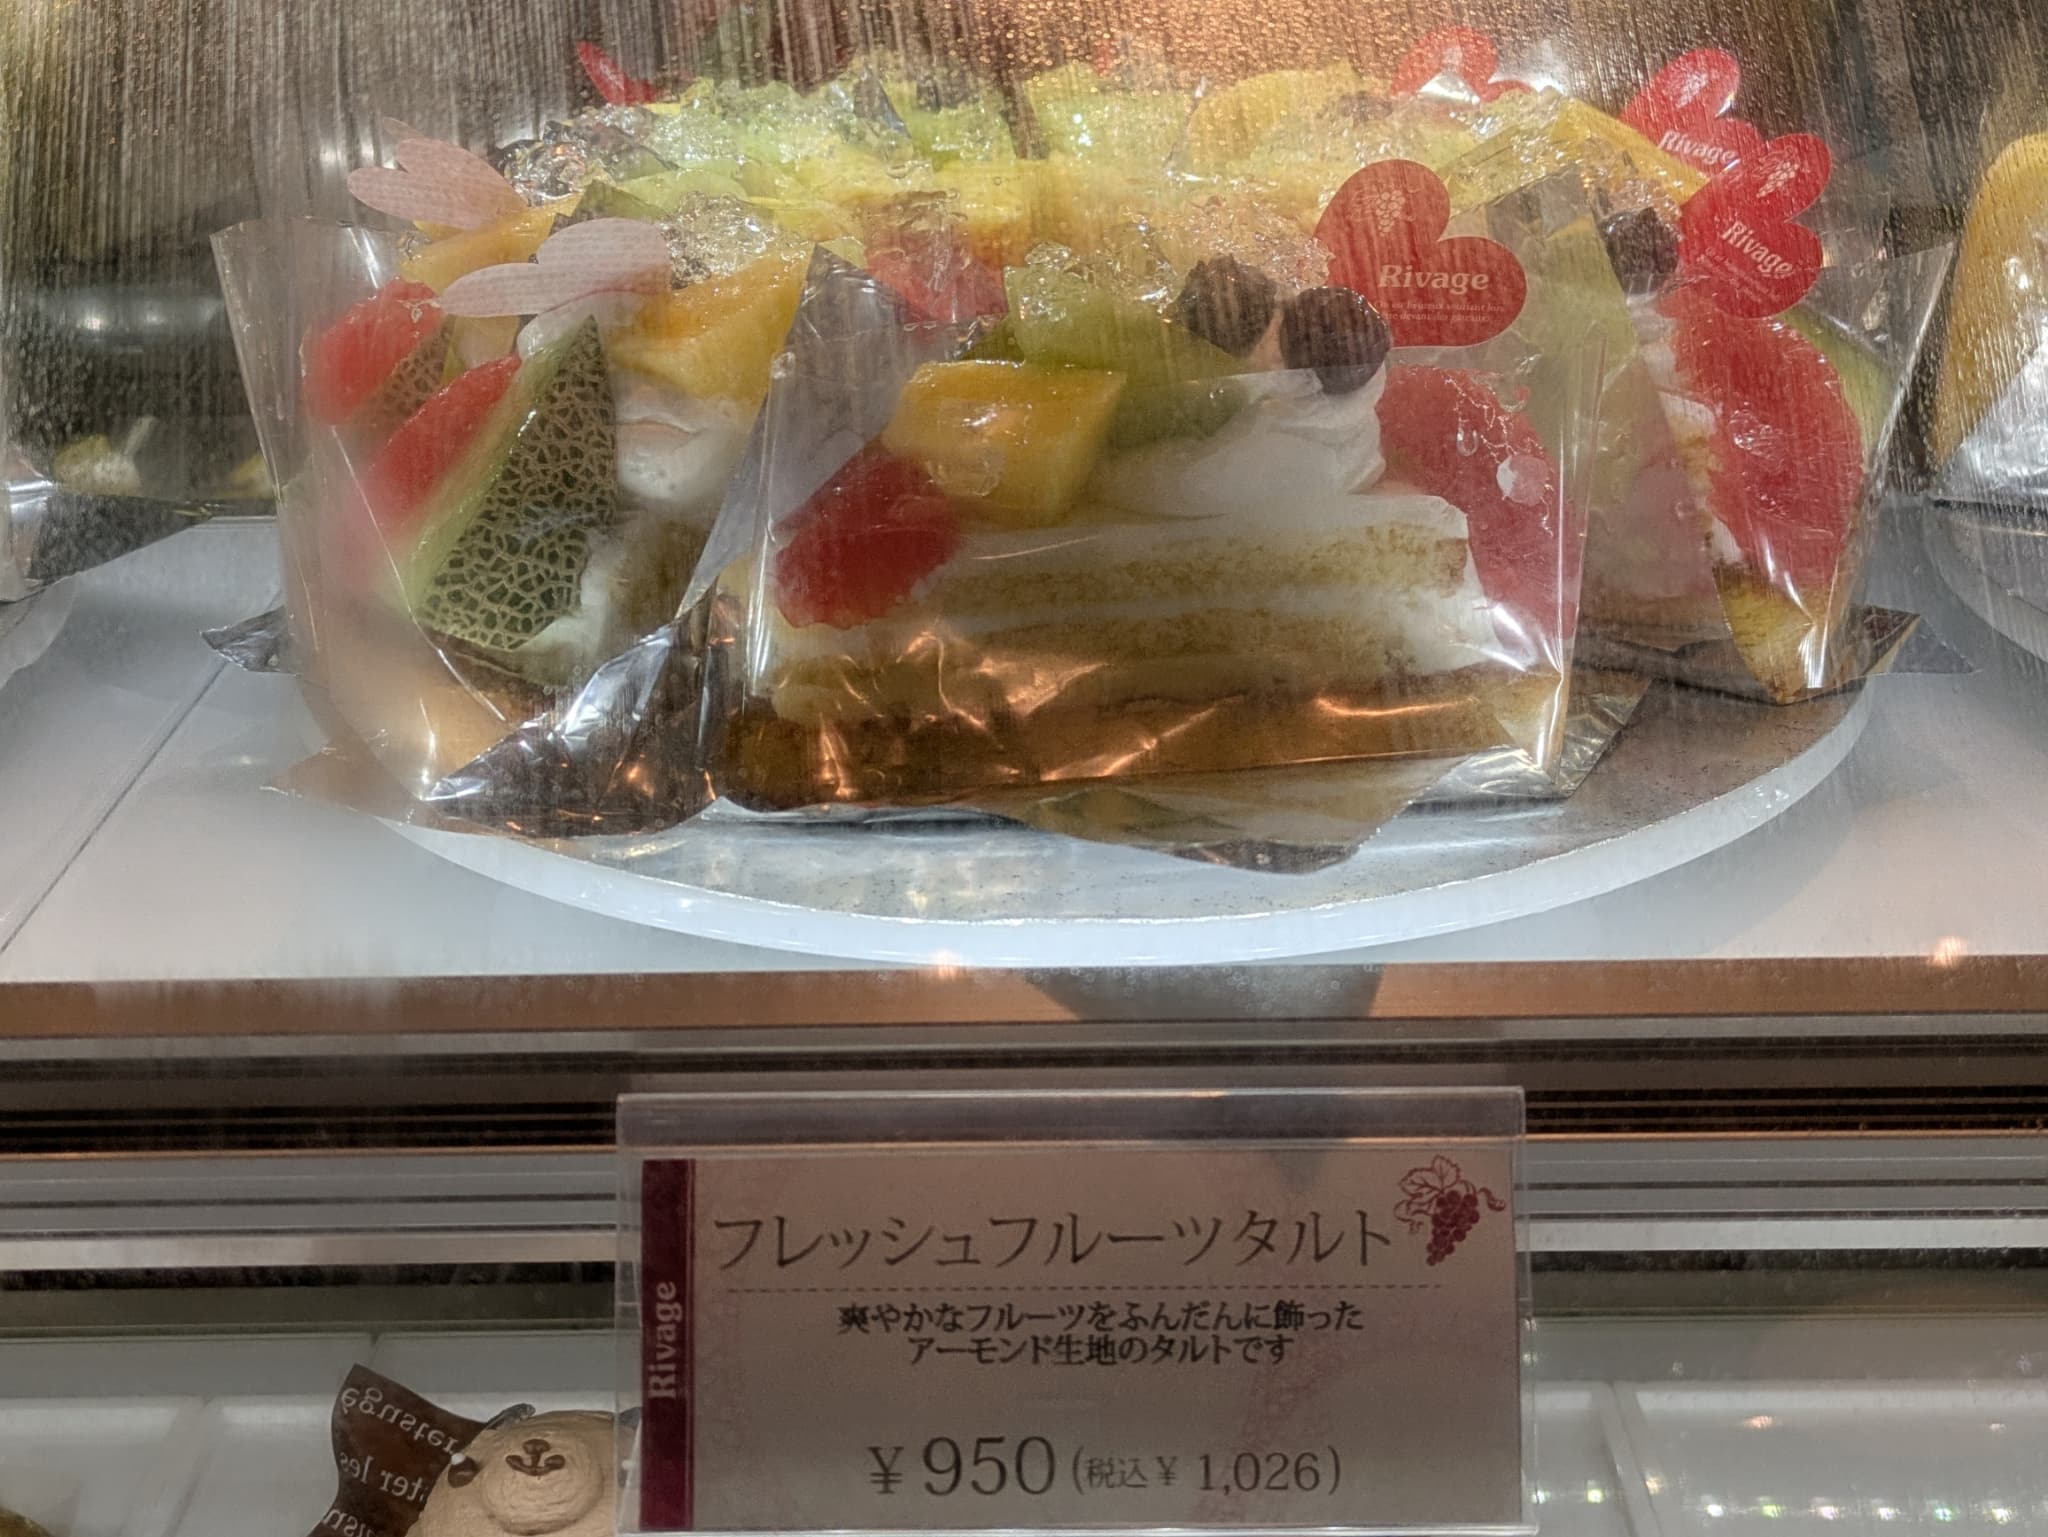 Rivage
Rivage
Rivage
フレッシュフルーツタルト
爽やかなフルーツをふんだんに飾った
アーモンド生地のタルトです
¥950(税込¥1,026)
Rivage